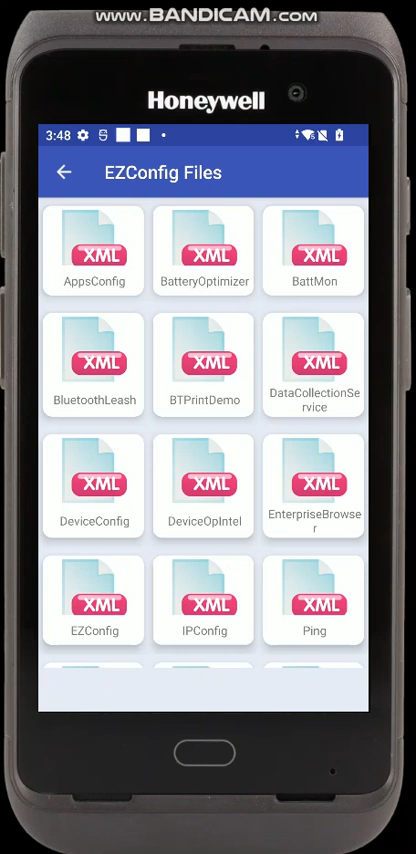 www.BANDICAM.com
Honeywell
3:48
EZConfig Files
XML
XML
XML
AppsConfig
BatteryOptimizer
BattMon
XML
XML
XML
BluetoothLeash
BTPrintDemo
DataCollectionSe
rvice
XML
XML
XML
DeviceConfig
DeviceOpIntel
EnterpriseBrowse
r
XML
XML
XML
EZConfig
IPConfig
Ping